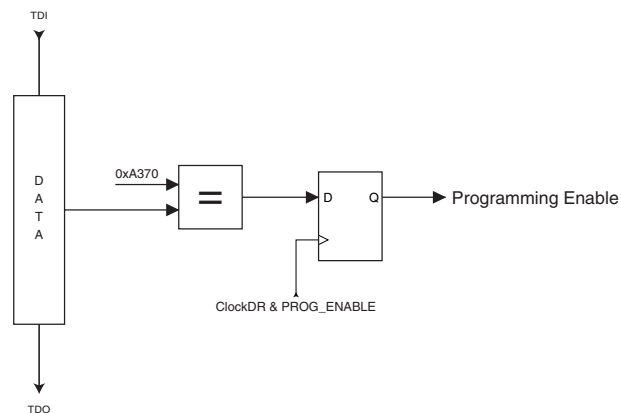 TDI
D
A
T
A
0xA370
=
D Q
Programming Enable
ClockDR & PROG_ENABLE
TDO